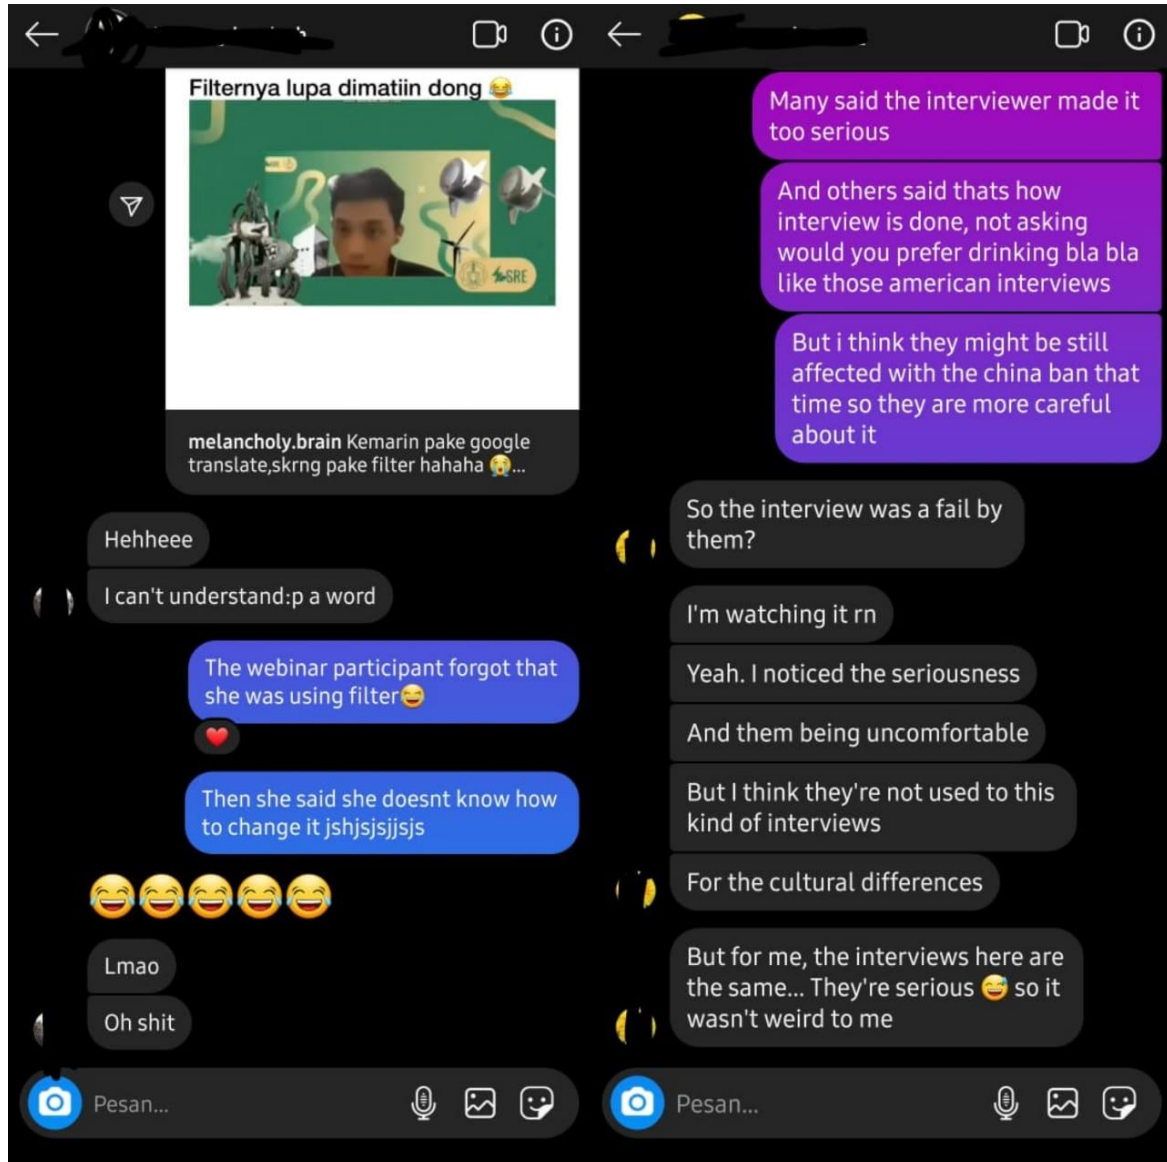 Filternya lupa dimatiin dong 😂
SRE
melancholy.brain Kemarin pake google
translate,skrng pake filter hahaha 😭...
Hehheee
I can't understand:p a word
The webinar participant forgot that
she was using filter😅
❤️
Then she said she doesnt know how
to change it jshjsjsjjsjs
😂😂😂😂😂
Lmao
Oh shit
Pesan...
Many said the interviewer made it
too serious
And others said thats how
interview is done, not asking
would you prefer drinking bla bla
like those american interviews
But i think they might be still
affected with the china ban that
time so they are more careful
about it
So the interview was a fail by
them?
I'm watching it rn
Yeah. I noticed the seriousness
And them being uncomfortable
But I think they're not used to this
kind of interviews
For the cultural differences
But for me, the interviews here are
the same... They're serious 😅 so it
wasn't weird to me
Pesan...